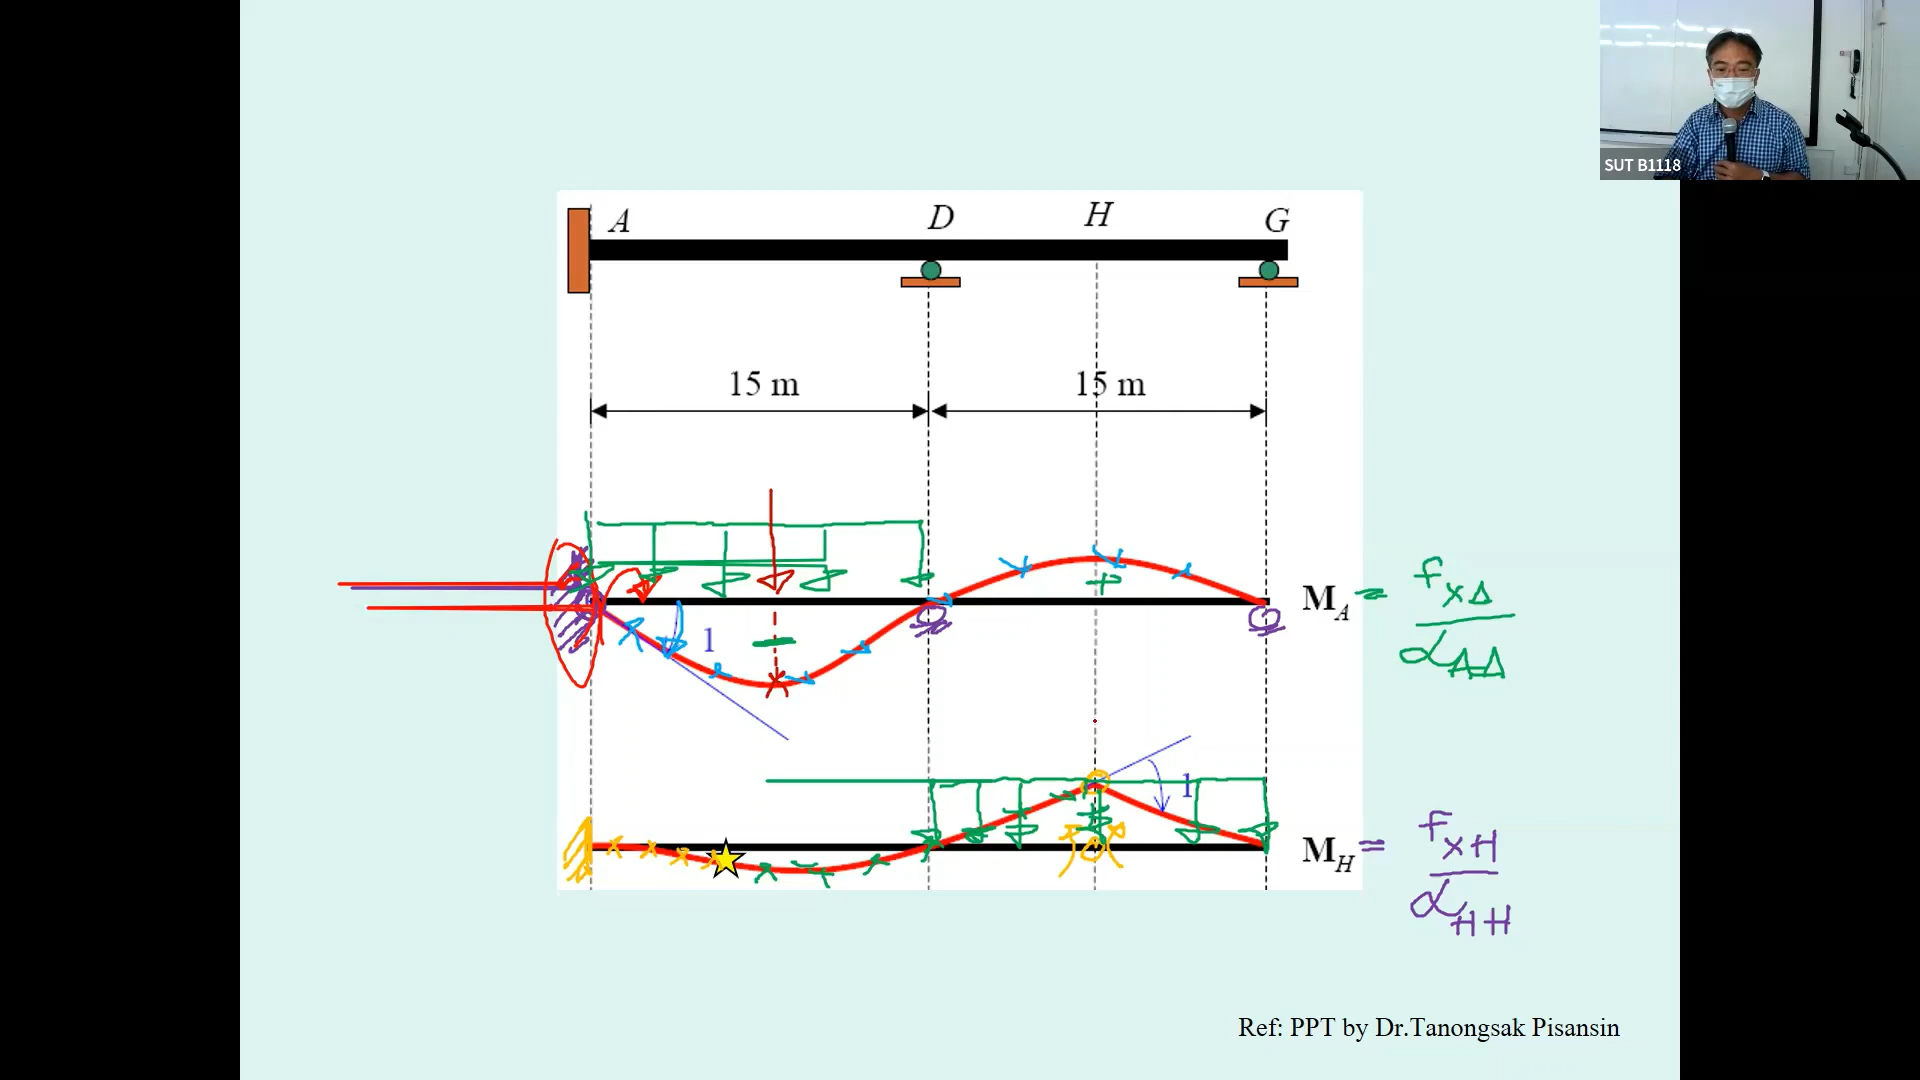 SUT B1118
A D H G
15 m 15 m
1
+
−
M_A = f_XA / α_AA
1
M_H = f_XH / α_HH
Ref: PPT by Dr.Tanongsak Pisansin